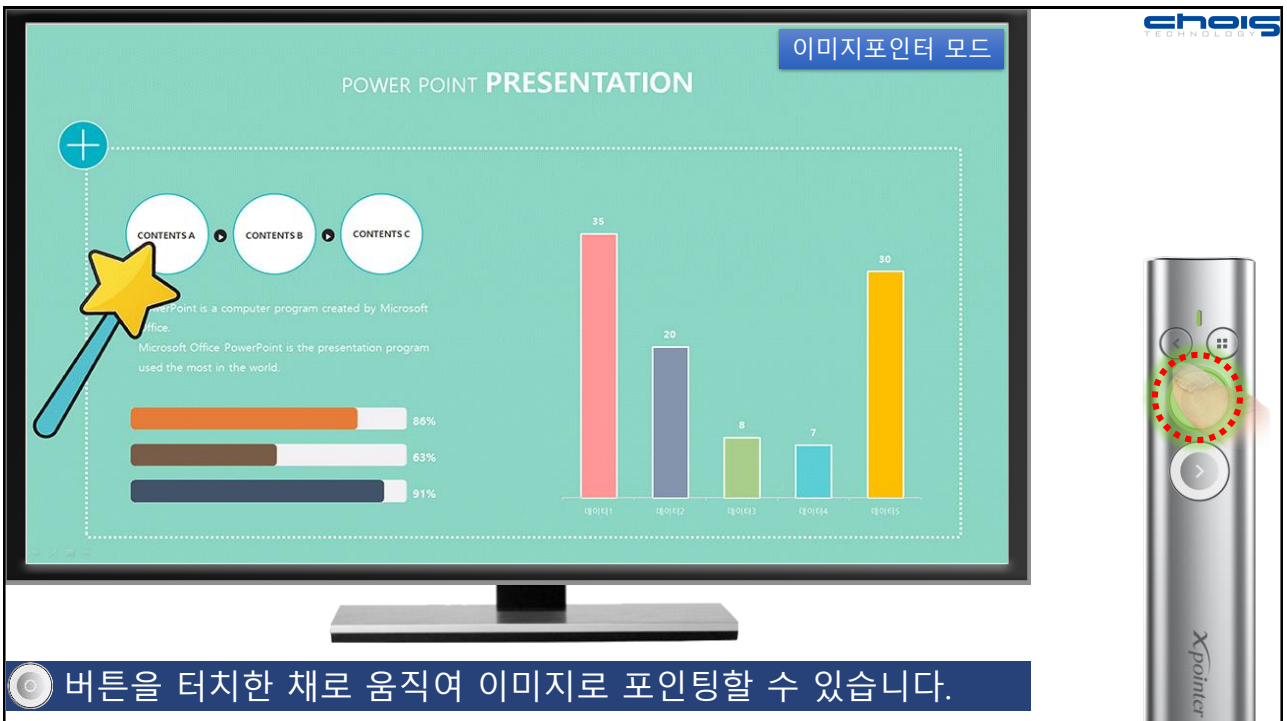 chois
TECHNOLOGY
이미지포인터 모드
POWER POINT PRESENTATION
CONTENTS A
CONTENTS B
CONTENTS C
is a computer program created by Microsoft
Office.
Microsoft Office PowerPoint is the presentation program
used the most in the world.
86%
63%
91%
35
20
8
7
30
데이터1
데이터2
데이터3
데이터4
데이터5
버튼을 터치한 채로 움직여 이미지로 포인팅할 수 있습니다.
Xpointer